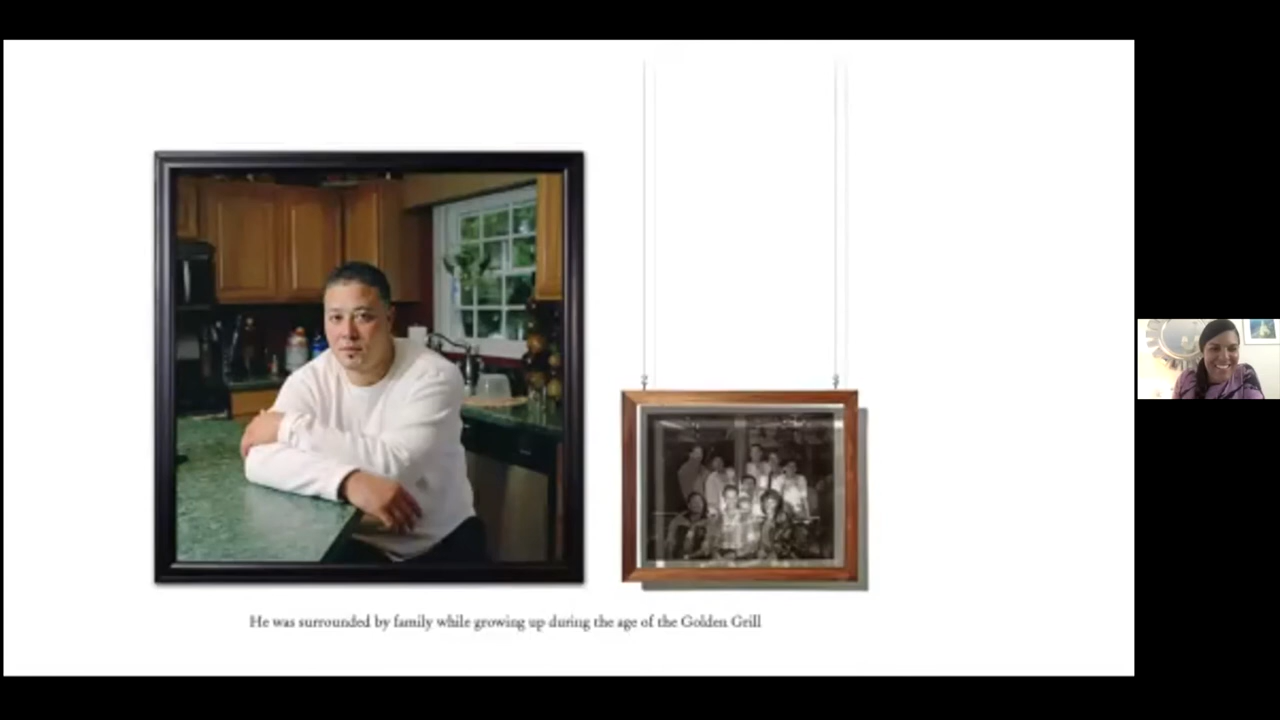 He was surrounded by family while growing up during the age of the Golden Grill